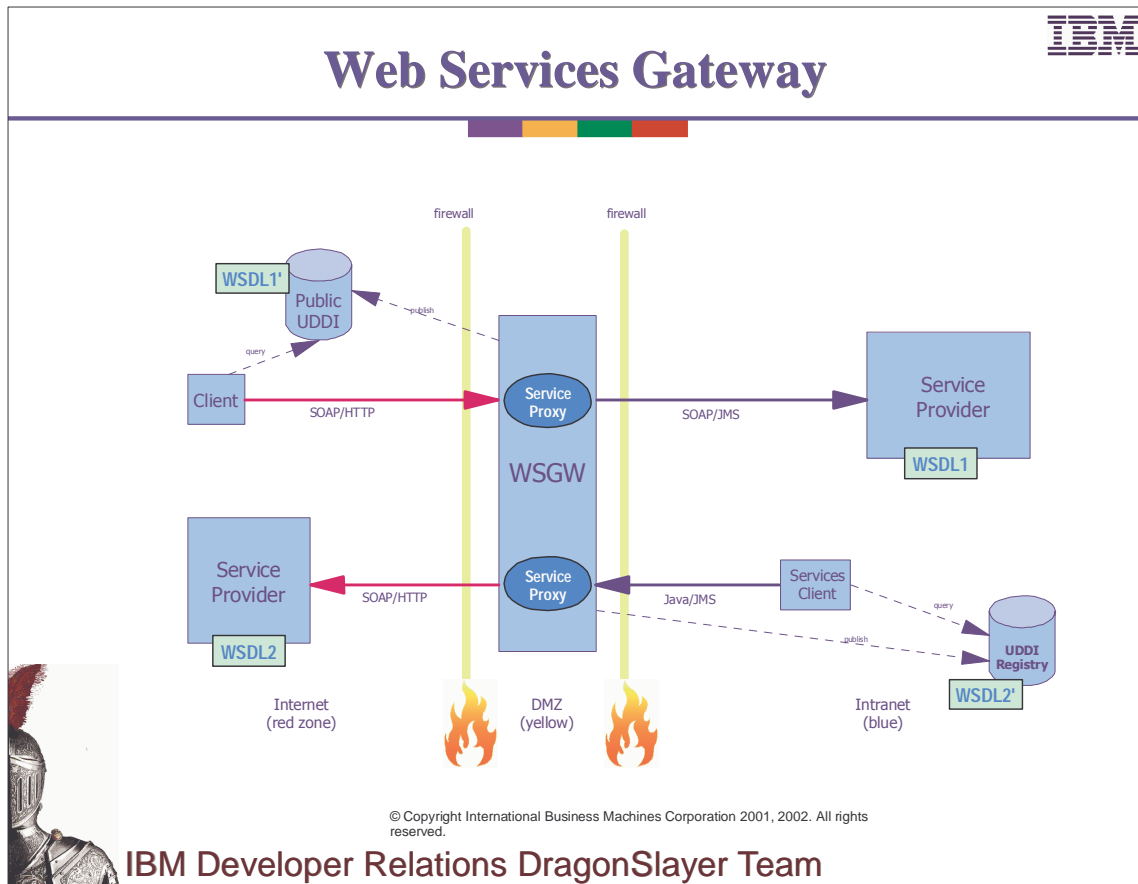 IBM
Web Services Gateway
firewall
firewall
WSDL1'
Public
UDDI
publish
query
Client
SOAP/HTTP
Service
Proxy
SOAP/JMS
Service
Provider
WSDL1
WSGW
Service
Provider
WSDL2
SOAP/HTTP
Service
Proxy
Java/JMS
Services
Client
query
publish
UDDI
Registry
WSDL2'
Internet
(red zone)
DMZ
(yellow)
Intranet
(blue)
© Copyright International Business Machines Corporation 2001, 2002. All rights
reserved.
IBM Developer Relations DragonSlayer Team